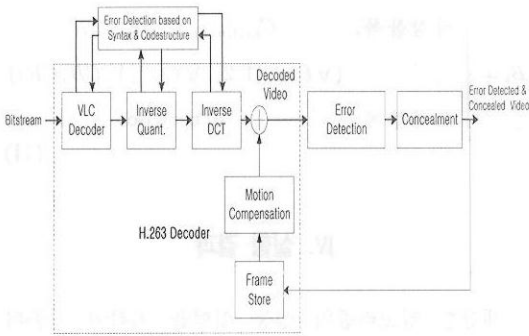 Error Detection based on
Syntax & Codestructure
Decoded
Video
Error Detected &
Concealed Video
Bitstream
VLC
Decoder
Inverse
Quant.
Inverse
DCT
Error
Detection
Concealment
Motion
Compensation
H.263 Decoder
Frame
Store